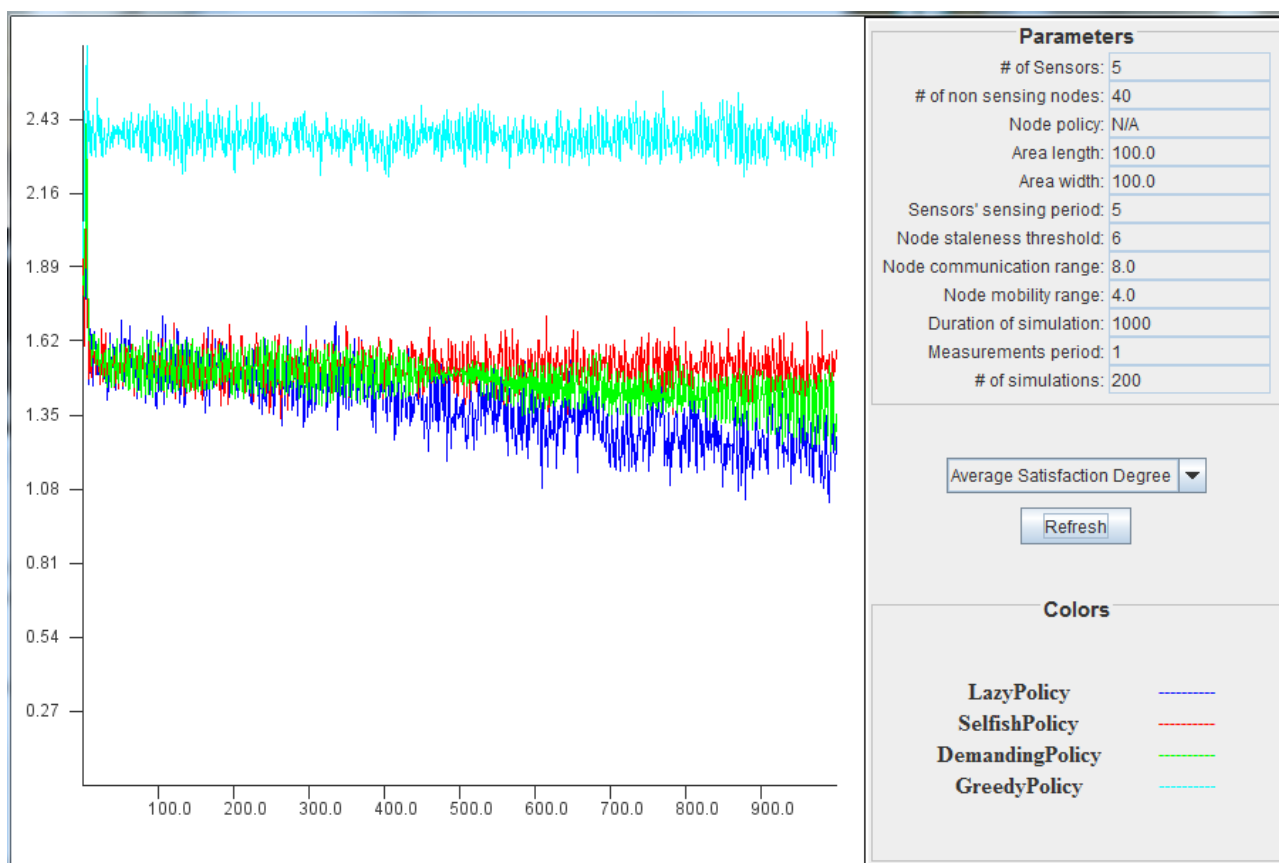 2.43
2.16
1.89
1.62
1.35
1.08
0.81
0.54
0.27
100.0 200.0 300.0 400.0 500.0 600.0 700.0 800.0 900.0
Parameters
# of Sensors: 5
# of non sensing nodes: 40
Node policy: N/A
Area length: 100.0
Area width: 100.0
Sensors' sensing period: 5
Node staleness threshold: 6
Node communication range: 8.0
Node mobility range: 4.0
Duration of simulation: 1000
Measurements period: 1
# of simulations: 200
Average Satisfaction Degree
Refresh
Colors
LazyPolicy
SelfishPolicy
DemandingPolicy
GreedyPolicy